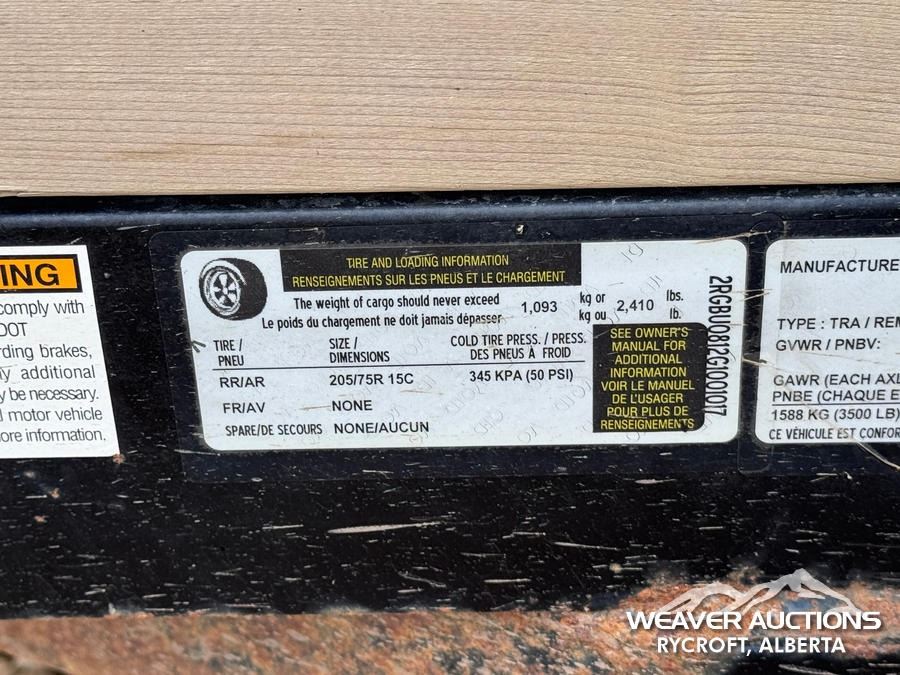 NING
comply with
DOT
rding brakes,
ny additional
y be necessary.
l motor vehicle
more information.
TIRE AND LOADING INFORMATION
RENSEIGNEMENTS SUR LES PNEUS ET LE CHARGEMENT
The weight of cargo should never exceed 1,093 kg or 2,410 lbs.
Le poids du chargement ne doit jamais dépasser kg ou lb.
TIRE / SIZE / COLD TIRE PRESS. / PRESS.
PNEU DIMENSIONS DES PNEUS À FROID
RR/AR 205/75R 15C 345 KPA (50 PSI)
FR/AV NONE
SPARE/DE SECOURS NONE/AUCUN
SEE OWNER'S
MANUAL FOR
ADDITIONAL
INFORMATION
VOIR LE MANUEL
DE L'USAGER
POUR PLUS DE
RENSEIGNEMENTS
2RGBU0812G1001017
MANUFACTURE
TYPE : TRA / REM
GVWR / PNBV:
GAWR (EACH AXL
PNBE (CHAQUE E
1588 KG (3500 LB)
CE VÉHICULE EST CONFOR
WEAVER AUCTIONS
RYCROFT, ALBERTA